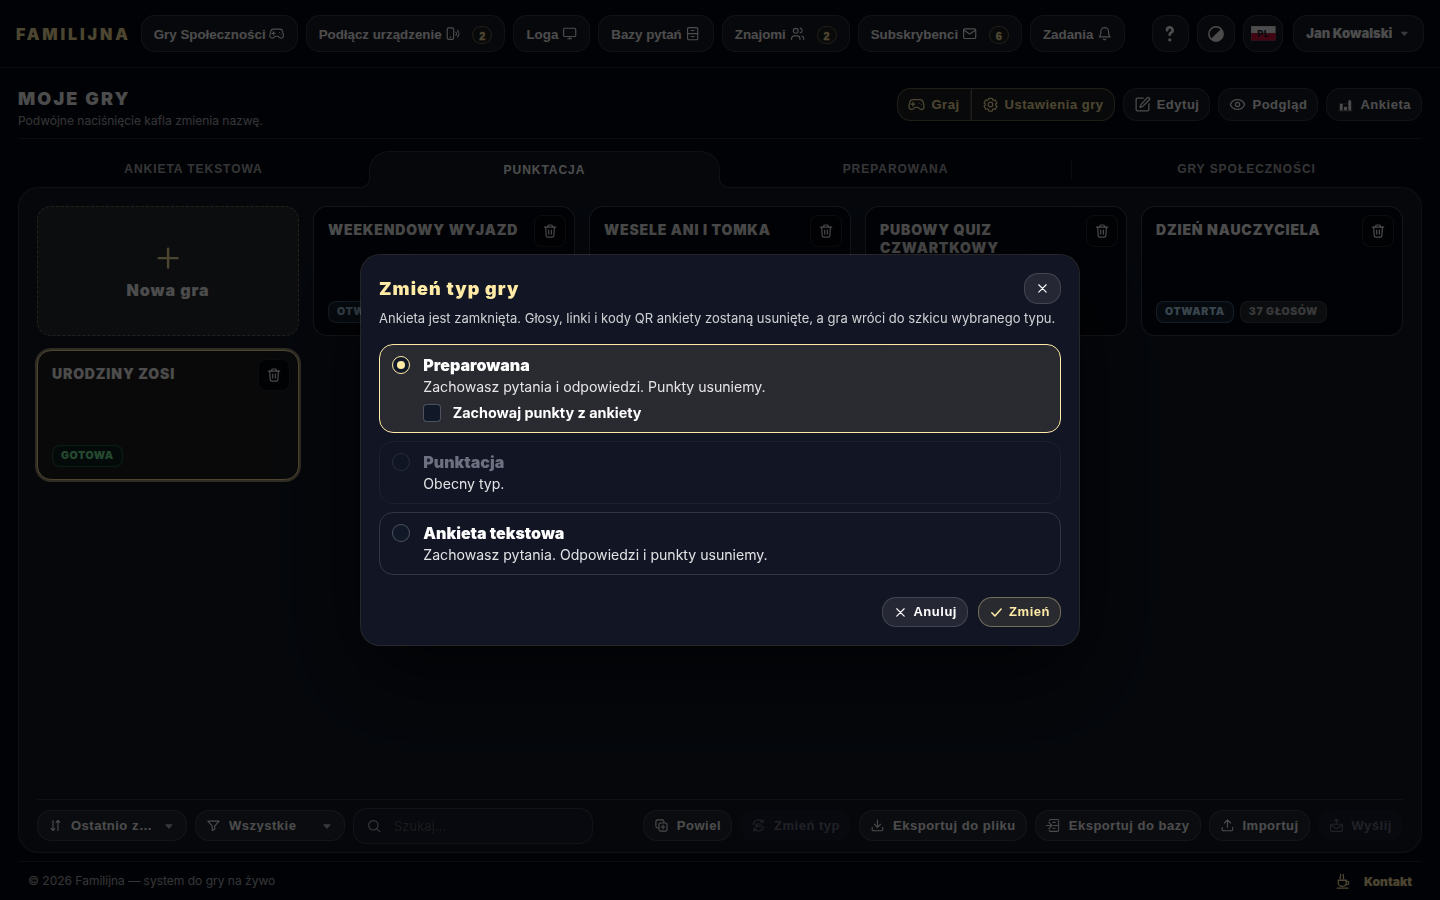 FAMILIJNA
Gry Społeczności
Podłącz urządzenie 2
Loga
Bazy pytań
Znajomi 2
Subskrybenci 6
Zadania
?
PL
Jan Kowalski
MOJE GRY
Podwójne naciśnięcie kafla zmienia nazwę.
Graj
Ustawienia gry
Edytuj
Podgląd
Ankieta
ANKIETA TEKSTOWA
PUNKTACJA
PREPAROWANA
GRY SPOŁECZNOŚCI
Nowa gra
WEEKENDOWY WYJAZD
WESELE ANI I TOMKA
PUBOWY QUIZ
CZWARTKOWY
DZIEŃ NAUCZYCIELA
OTWARTA
37 GŁOSÓW
URODZINY ZOSI
GOTOWA
Zmień typ gry
Ankieta jest zamknięta. Głosy, linki i kody QR ankiety zostaną usunięte, a gra wróci do szkicu wybranego typu.
Preparowana
Zachowasz pytania i odpowiedzi. Punkty usuniemy.
Zachowaj punkty z ankiety
Punktacja
Obecny typ.
Ankieta tekstowa
Zachowasz pytania. Odpowiedzi i punkty usuniemy.
Anuluj
Zmień
Ostatnio z...
Wszystkie
Szukaj...
Powiel
Zmień typ
Eksportuj do pliku
Eksportuj do bazy
Importuj
Wyślij
© 2026 Familijna — system do gry na żywo
Kontakt